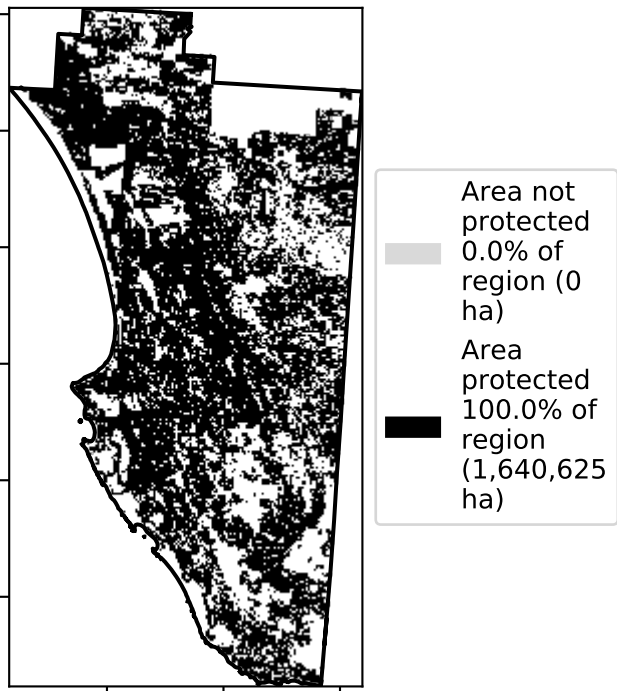 Area not
protected
0.0% of
region (0
ha)
Area
protected
100.0% of
region
(1,640,625
ha)